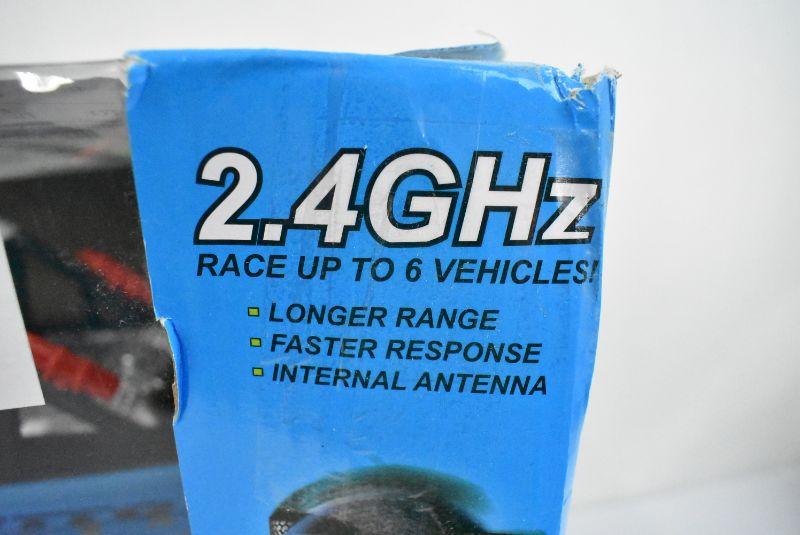 2.4GHz
RACE UP TO 6 VEHICLES!
LONGER RANGE
FASTER RESPONSE
INTERNAL ANTENNA